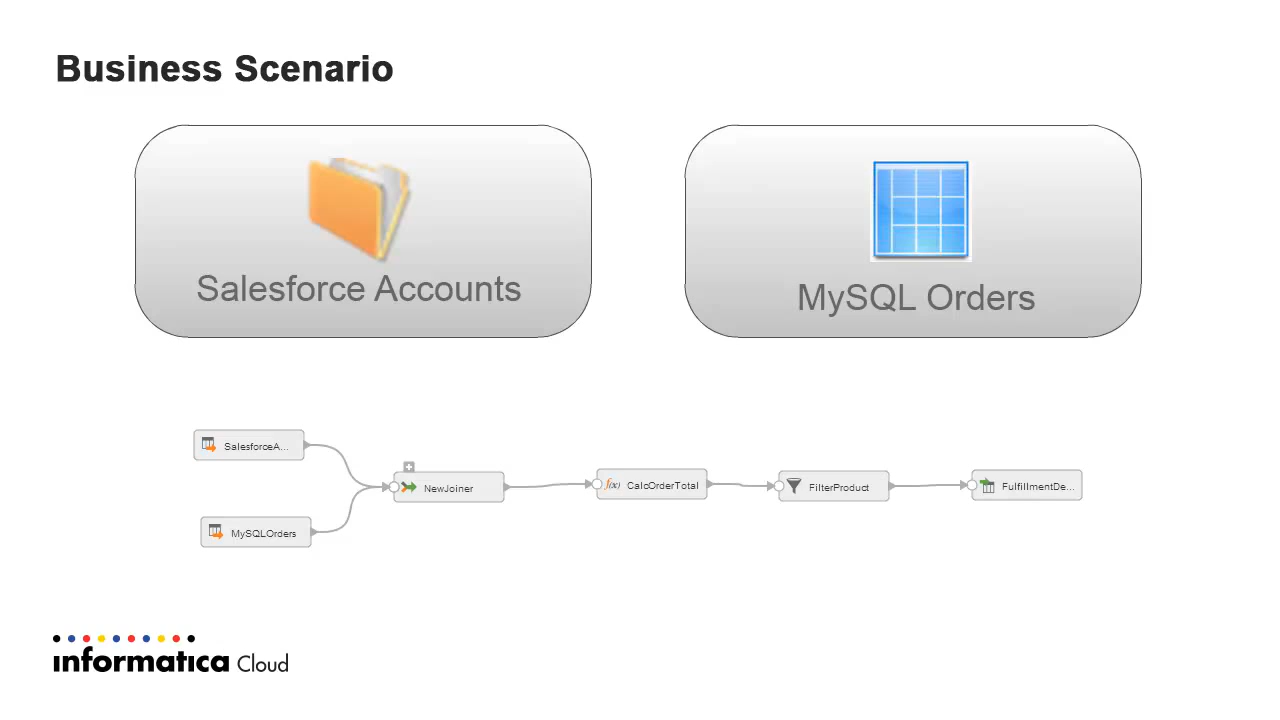 Business Scenario
Salesforce Accounts
MySQL Orders
SalesforceA...
NewJoiner
f(x) CalcOrderTotal
FilterProduct
FulfillmentDe...
MySQLOrders
informatica Cloud